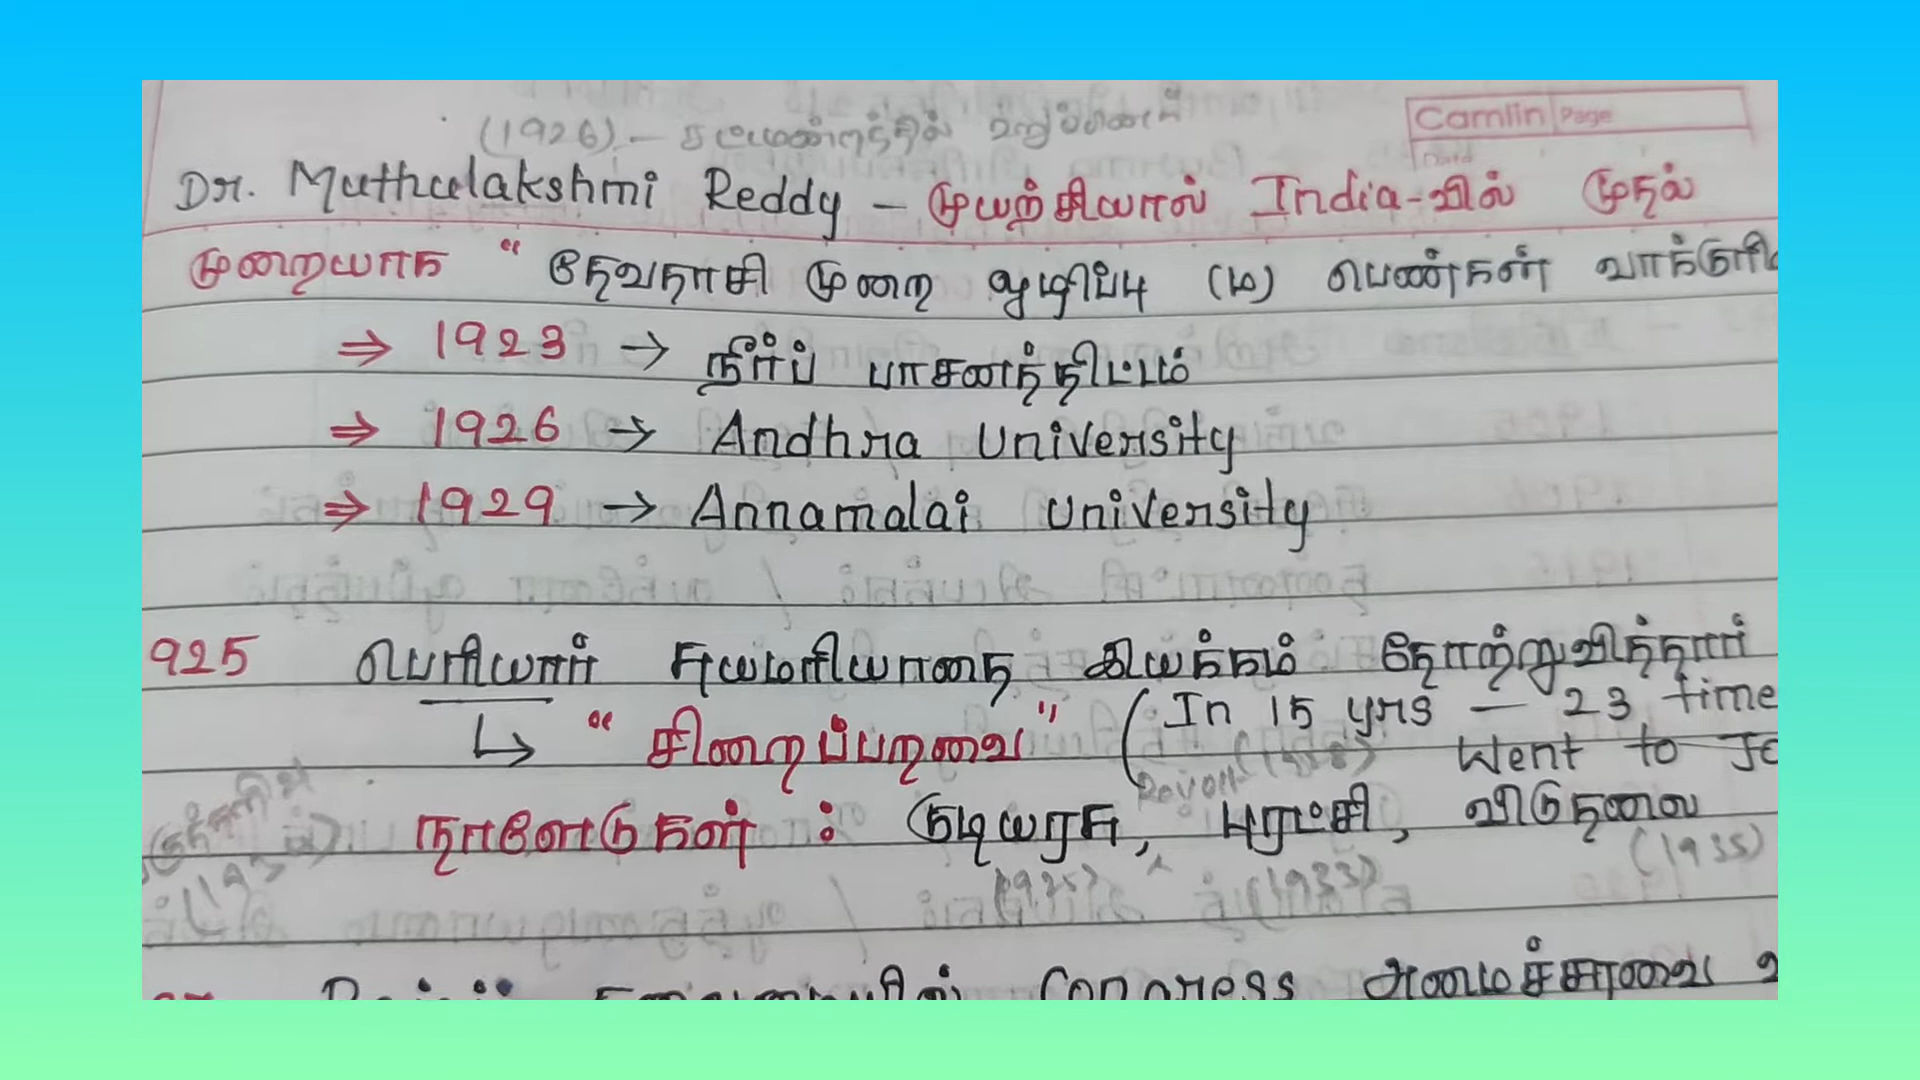 Camlin Page
(1926) – சட்டமன்றத்தில் உறுப்பினர்
Dr. Muthulakshmi Reddy – முயற்சியால் India-வில் முதல்
முறையாக " தேவதாசி முறை ஒழிப்பு (ம) பெண்கள்
⇒ 1923 → நீர்ப் பாசனத்திட்டம்
⇒ 1926 → Andhra University
⇒ 1929 → Annamalai University
925 பெரியார் சுயமரியாதை இயக்கம் தோற்றுவித்தார்
↳ " சிறைப்பறவை" (In 15 yrs – 23 time
Went to
Revolt
நாளேடுகள் : குடியரசு, ^ புரட்சி, விடுதலை
(1925) (1933) (1935)
Congress அமைச்சரவை